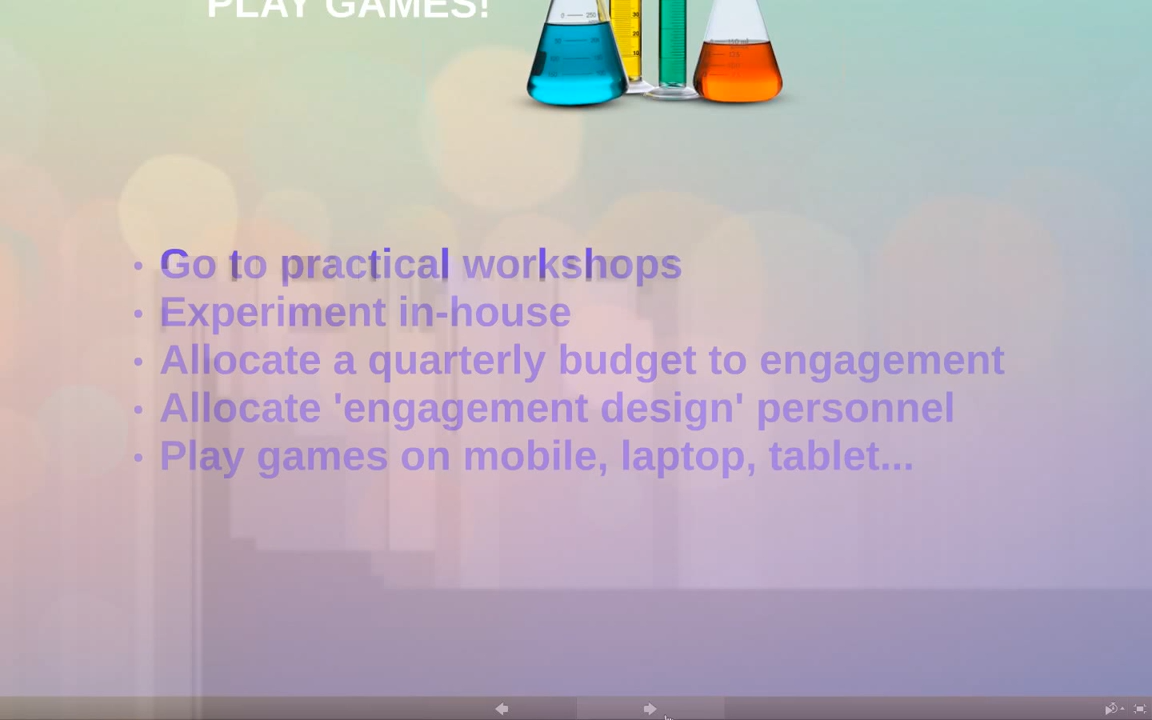 PLAY GAMES!
• Go to practical workshops
• Experiment in-house
• Allocate a quarterly budget to engagement
• Allocate 'engagement design' personnel
• Play games on mobile, laptop, tablet...